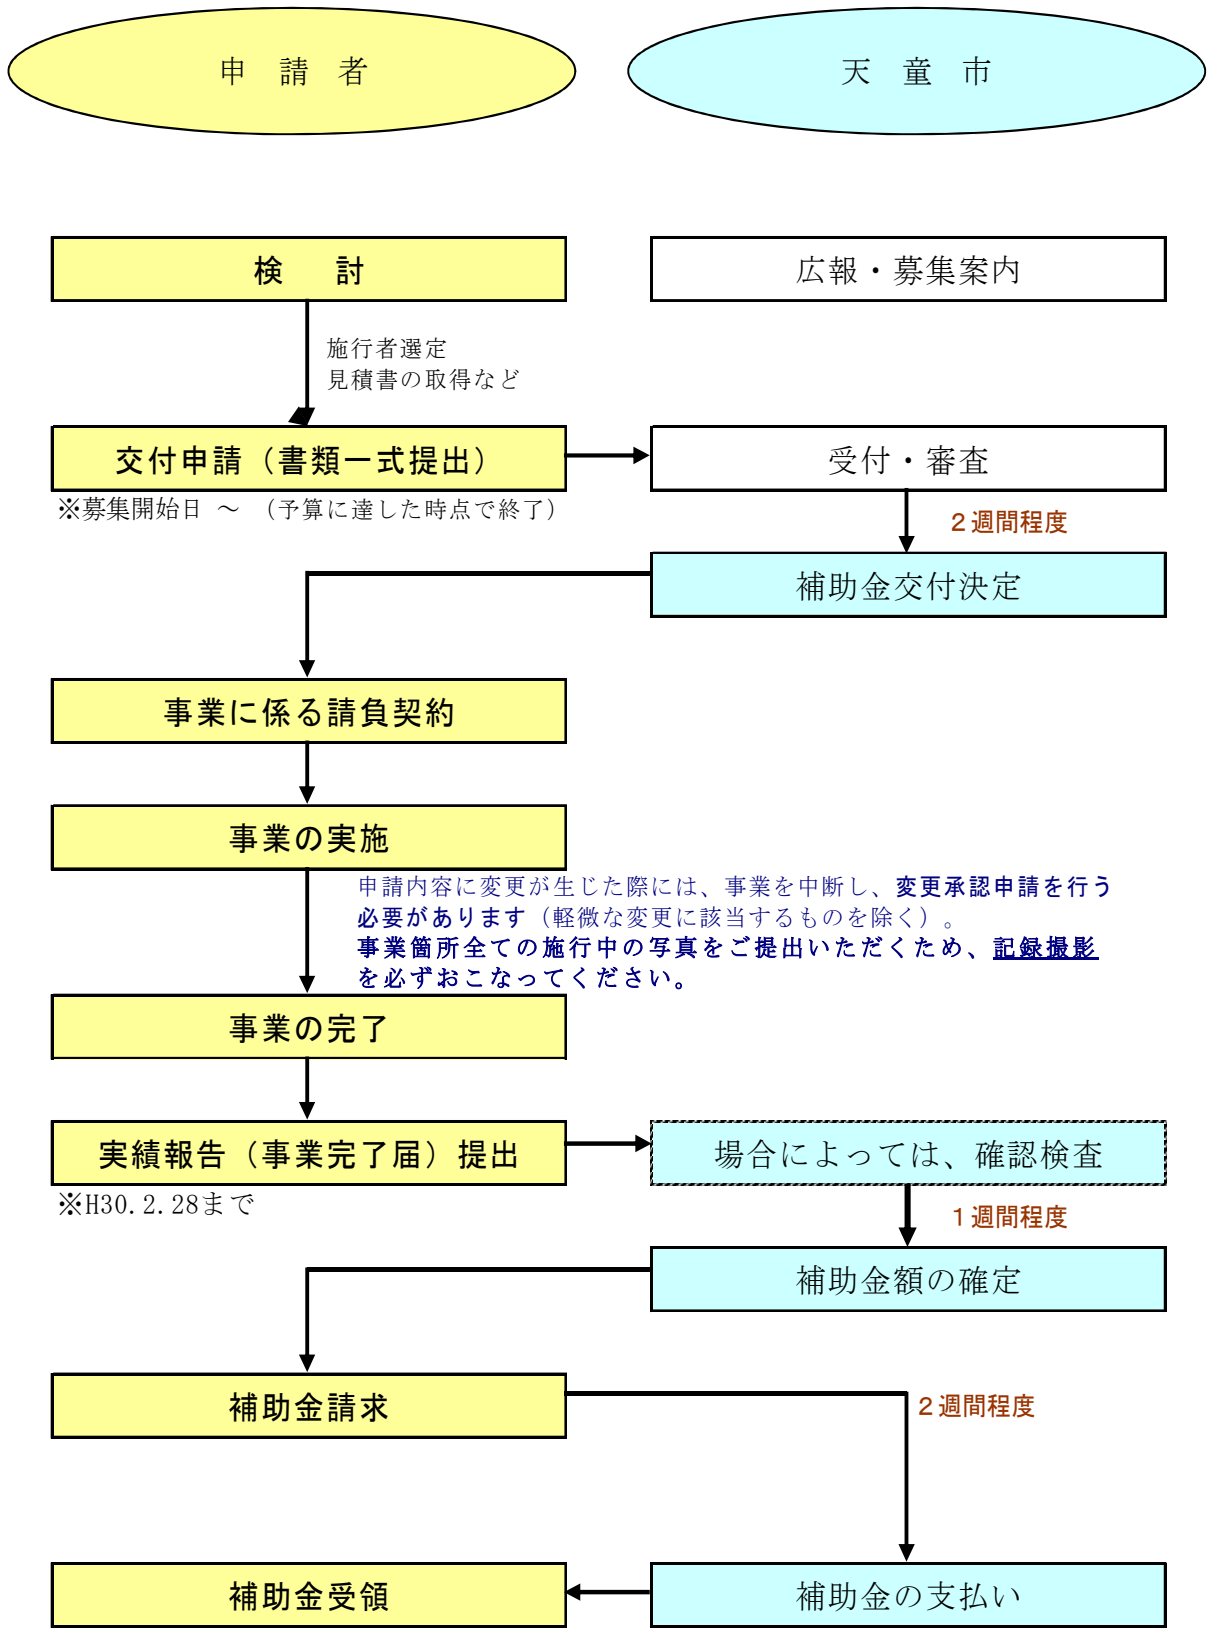 申　請　者
天　童　市
検　　討
広報・募集案内
施行者選定
見積書の取得など
交付申請（書類一式提出）
受付・審査
※募集開始日 ～ （予算に達した時点で終了）
２週間程度
補助金交付決定
事業に係る請負契約
事業の実施
申請内容に変更が生じた際には、事業を中断し、変更承認申請を行う
必要があります（軽微な変更に該当するものを除く）。
事業箇所全ての施行中の写真をご提出いただくため、記録撮影
を必ずおこなってください。
事業の完了
実績報告（事業完了届）提出
場合によっては、確認検査
※H30.2.28まで
１週間程度
補助金額の確定
補助金請求
２週間程度
補助金受領
補助金の支払い